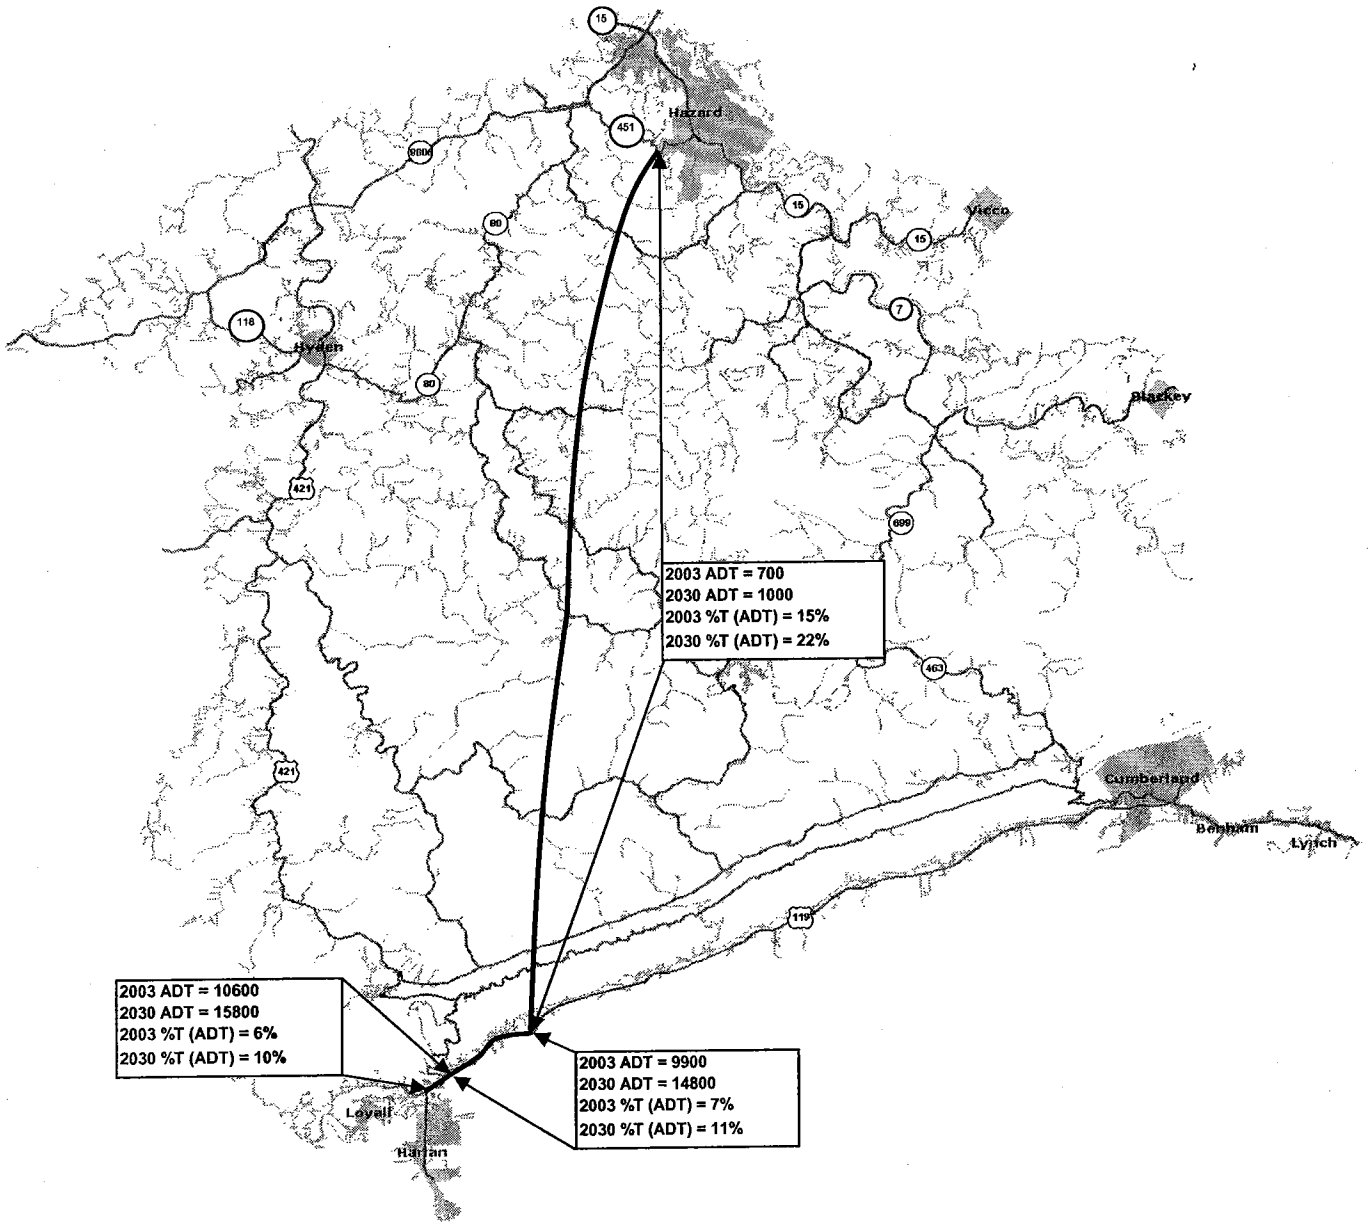 15
Hazard
451
9006
80
15
Vicco
15
7
118
Hyden
80
Blackey
421
699
2003 ADT = 700
2030 ADT = 1000
2003 %T (ADT) = 15%
2030 %T (ADT) = 22%
463
421
Cumberland
Benham
Lynch
119
2003 ADT = 10600
2030 ADT = 15800
2003 %T (ADT) = 6%
2030 %T (ADT) = 10%
2003 ADT = 9900
2030 ADT = 14800
2003 %T (ADT) = 7%
2030 %T (ADT) = 11%
Loyall
Harlan